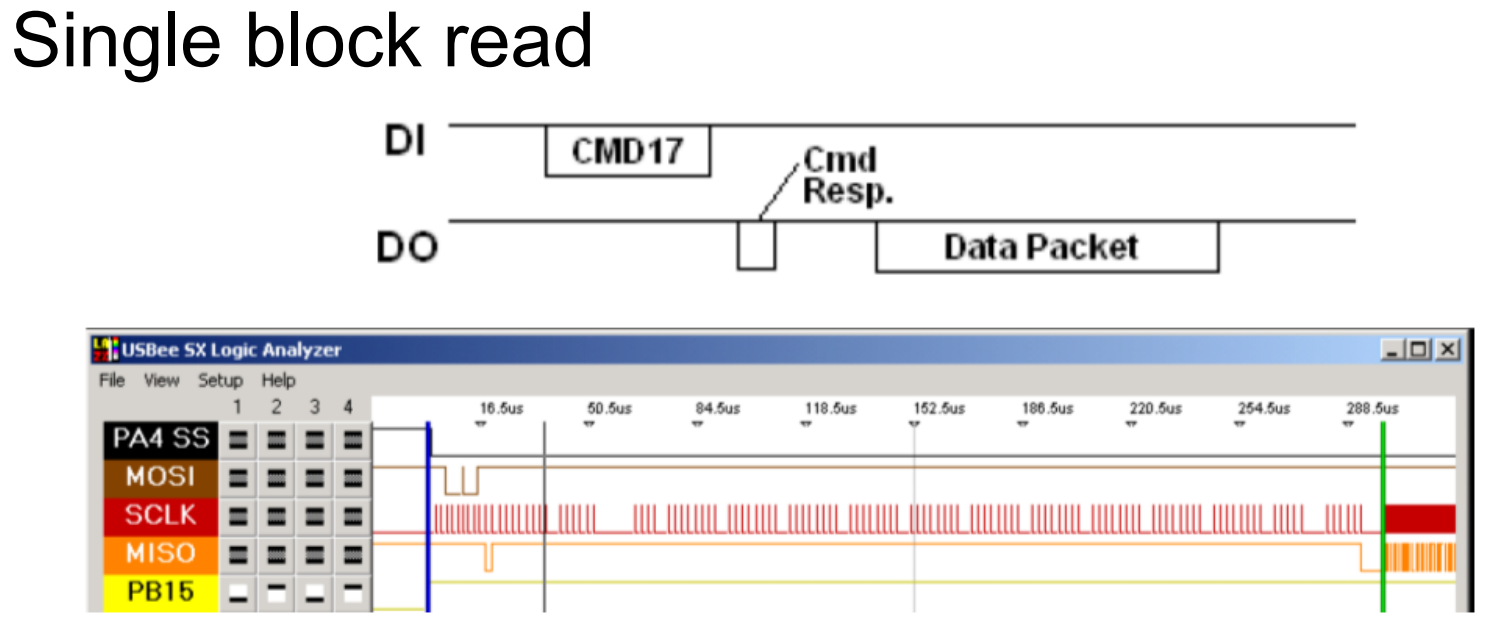 Single block read
DI
CMD17
Cmd
Resp.
DO
Data Packet
USBee SX Logic Analyzer
File View Setup Help
1 2 3 4
16.5us 50.5us 84.5us 118.5us 152.5us 186.5us 220.5us 254.5us 288.5us
PA4 SS
MOSI
SCLK
MISO
PB15